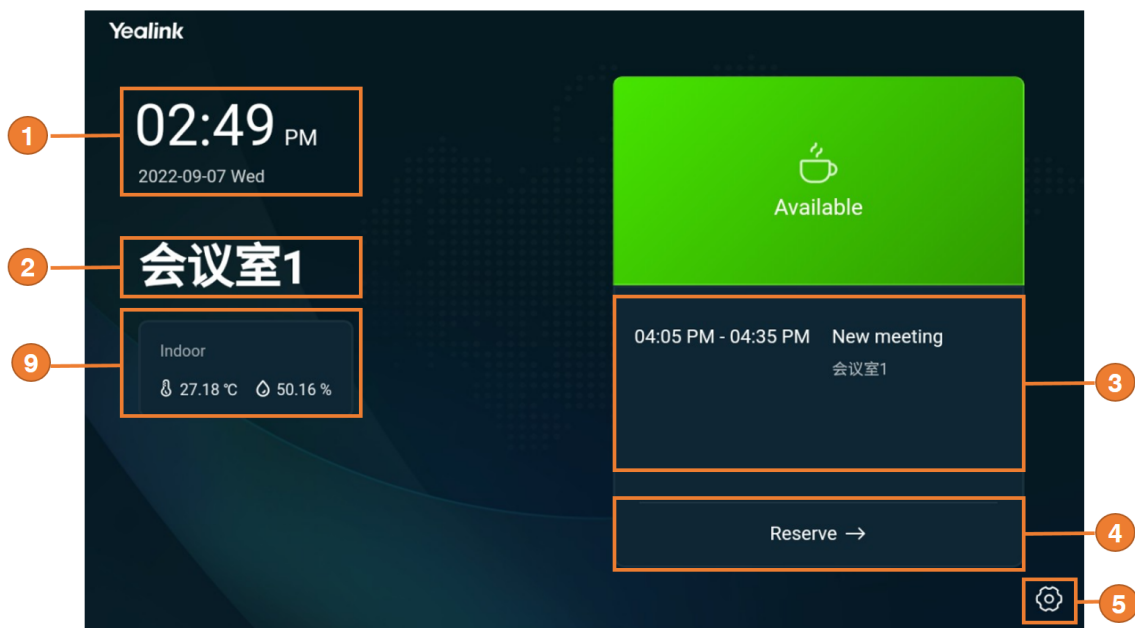 Yealink
1
02:49 PM
2022-09-07 Wed
2
会议室1
9
Indoor
27.18 ℃ 50.16 %
Available
04:05 PM - 04:35 PM New meeting
会议室1
3
Reserve →
4
5